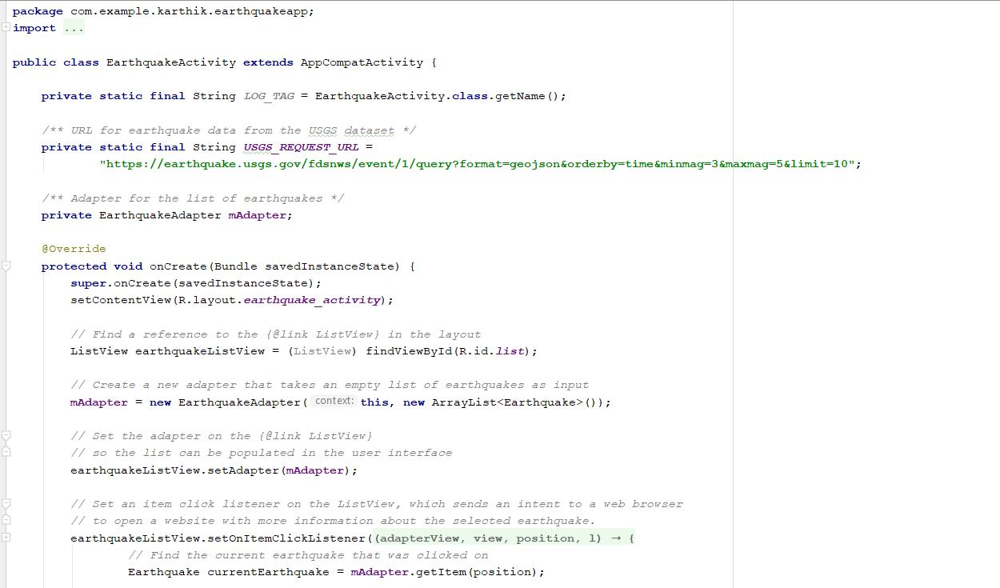 package com.example.karthik.earthquakeapp;
import ...
public class EarthquakeActivity extends AppCompatActivity {
private static final String LOG_TAG = EarthquakeActivity.class.getName();
/** URL for earthquake data from the USGS dataset */
private static final String USGS_REQUEST_URL =
"https://earthquake.usgs.gov/fdsnws/event/1/query?format=geojson&orderby=time&minmag=3&maxmag=5&limit=10";
/** Adapter for the list of earthquakes */
private EarthquakeAdapter mAdapter;
@Override
protected void onCreate(Bundle savedInstanceState) {
super.onCreate(savedInstanceState);
setContentView(R.layout.earthquake_activity);
// Find a reference to the {@link ListView} in the layout
ListView earthquakeListView = (ListView) findViewById(R.id.list);
// Create a new adapter that takes an empty list of earthquakes as input
mAdapter = new EarthquakeAdapter( context: this, new ArrayList<Earthquake>());
// Set the adapter on the {@link ListView}
// so the list can be populated in the user interface
earthquakeListView.setAdapter(mAdapter);
// Set an item click listener on the ListView, which sends an intent to a web browser
// to open a website with more information about the selected earthquake.
earthquakeListView.setOnItemClickListener((adapterView, view, position, l) → {
// Find the current earthquake that was clicked on
Earthquake currentEarthquake = mAdapter.getItem(position);